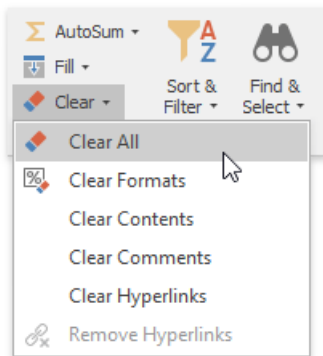 AutoSum
Fill
Clear
Sort &
Filter
Find &
Select
Clear All
Clear Formats
Clear Contents
Clear Comments
Clear Hyperlinks
Remove Hyperlinks